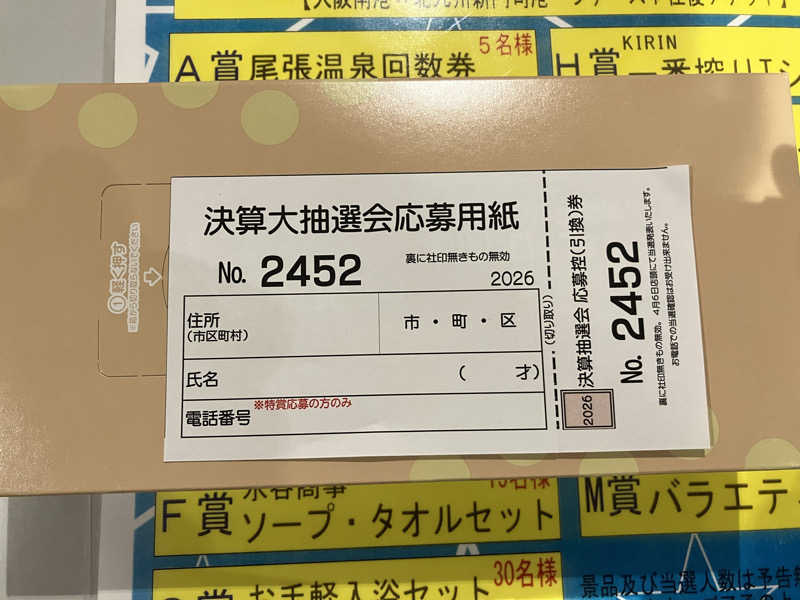 5名様
A賞 尾張温泉回数券
KIRIN
H賞 一番搾り
①軽く押す
決算大抽選会応募用紙
No. 2452
裏に社印無きもの無効
2026
住所
(市区町村)
市・町・区
氏名
( 才)
電話番号
※特賞応募の方のみ
(切り取り)
2026
決算抽選会 応募控(引換)券
No. 2452
裏に社印無きもの無効。4月6日店頭にて当選発表いたします。
お電話での当選確認はお受け出来ません。
F賞
ソープ・タオルセット
M賞 バラエテ
お手軽入浴セット
30名様
景品及び当選人数は予告